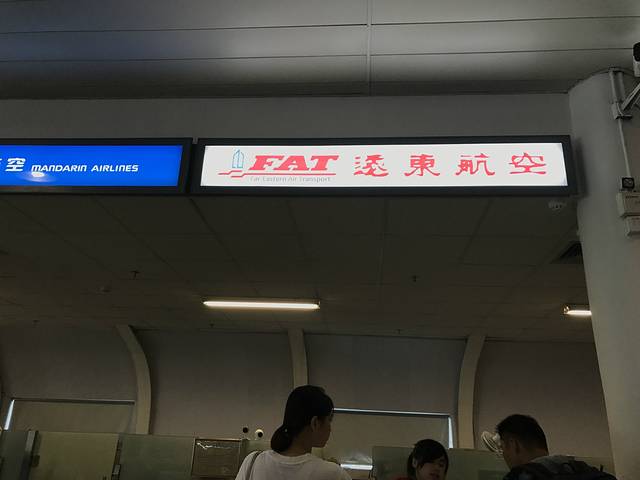 空 MANDARIN AIRLINES
FAT 遠東航空
Far Eastern Air Transport